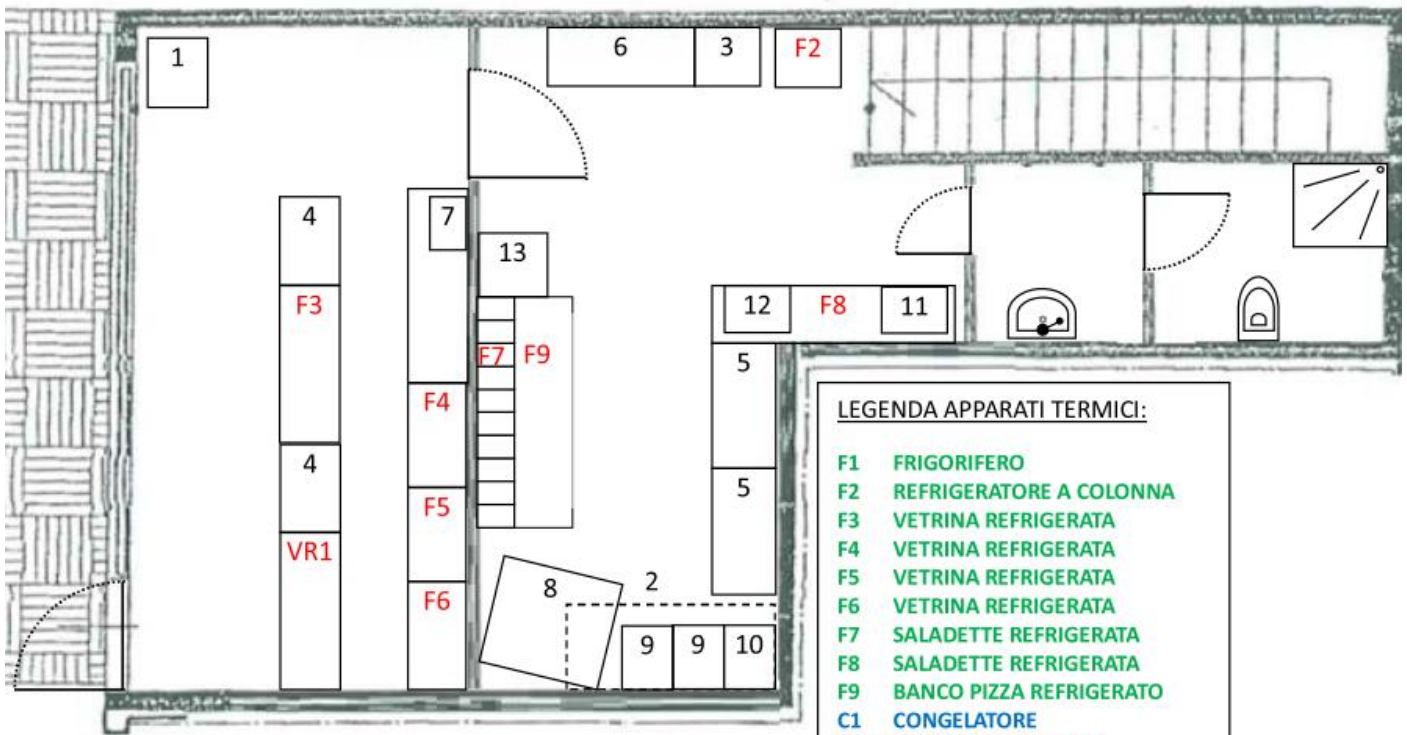 1
6 3 F2
4 7
13
F3 12 F8 11
F7 F9
5
F4
4
5
F5
VR1
8 2
F6
9 9 10
LEGENDA APPARATI TERMICI:
F1 FRIGORIFERO
F2 REFRIGERATORE A COLONNA
F3 VETRINA REFRIGERATA
F4 VETRINA REFRIGERATA
F5 VETRINA REFRIGERATA
F6 VETRINA REFRIGERATA
F7 SALADETTE REFRIGERATA
F8 SALADETTE REFRIGERATA
F9 BANCO PIZZA REFRIGERATO
C1 CONGELATORE